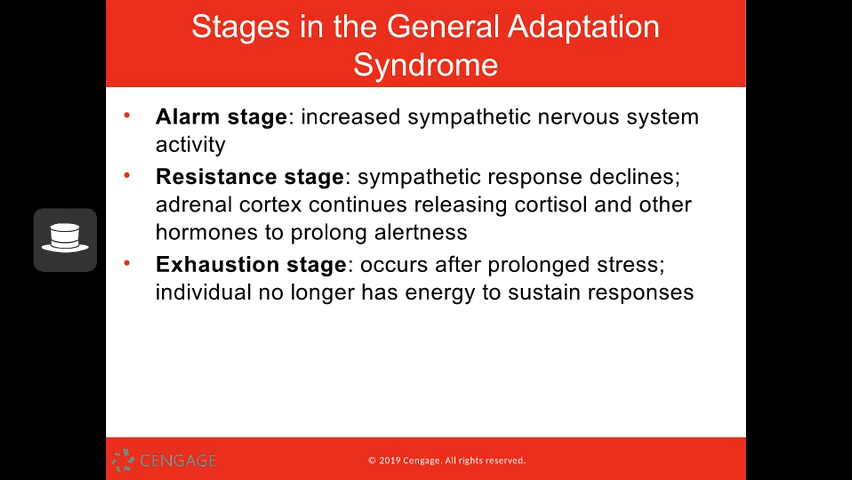 Stages in the General Adaptation
Syndrome
• Alarm stage: increased sympathetic nervous system
activity
• Resistance stage: sympathetic response declines;
adrenal cortex continues releasing cortisol and other
hormones to prolong alertness
• Exhaustion stage: occurs after prolonged stress;
individual no longer has energy to sustain responses
CENGAGE
© 2019 Cengage. All rights reserved.